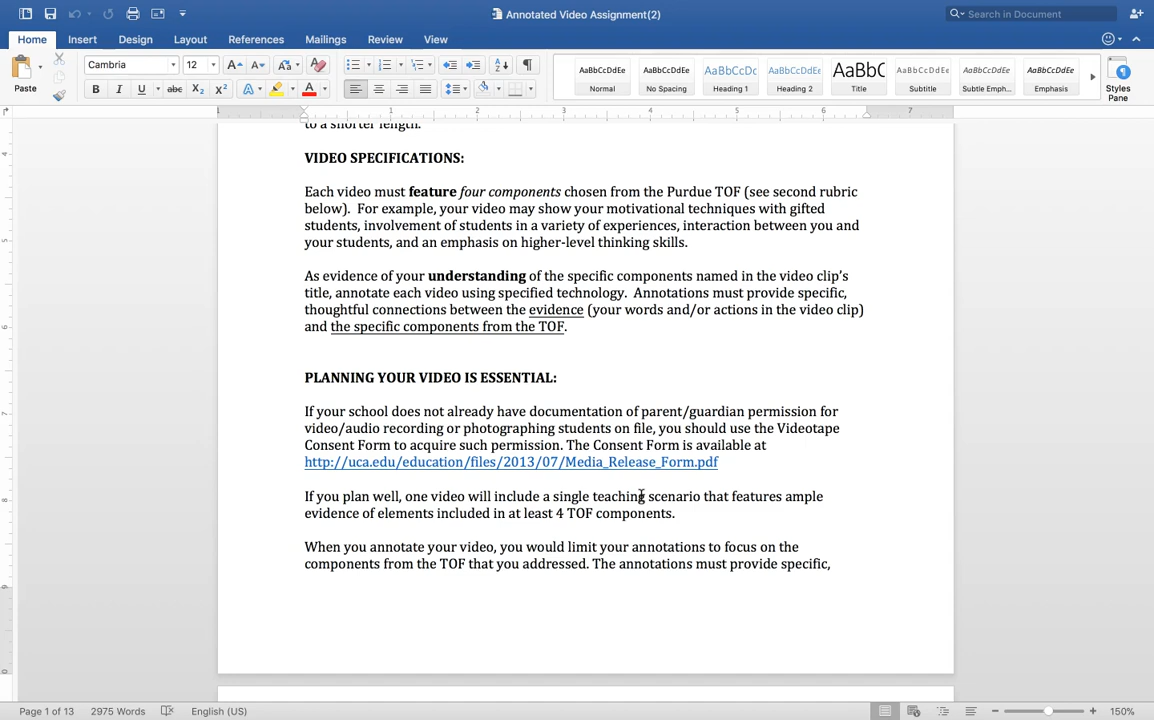 Annotated Video Assignment(2)
Search in Document
Home Insert Design Layout References Mailings Review View
Paste
Cambria 12
AaBbCcDdEe AaBbCcDdEe AaBbCcDc AaBbCcDdEe AaBbC AaBbCcDdEe AaBbCcDdEe AaBbCcDdEe
Normal No Spacing Heading 1 Heading 2 Title Subtitle Subtle Emph... Emphasis
Styles
Pane
1 1 2 3 4 5 6 7
to a shorter length.
VIDEO SPECIFICATIONS:
Each video must feature four components chosen from the Purdue TOF (see second rubric
below). For example, your video may show your motivational techniques with gifted
students, involvement of students in a variety of experiences, interaction between you and
your students, and an emphasis on higher-level thinking skills.
As evidence of your understanding of the specific components named in the video clip's
title, annotate each video using specified technology. Annotations must provide specific,
thoughtful connections between the evidence (your words and/or actions in the video clip)
and the specific components from the TOF.
PLANNING YOUR VIDEO IS ESSENTIAL:
If your school does not already have documentation of parent/guardian permission for
video/audio recording or photographing students on file, you should use the Videotape
Consent Form to acquire such permission. The Consent Form is available at
http://uca.edu/education/files/2013/07/Media_Release_Form.pdf
If you plan well, one video will include a single teaching scenario that features ample
evidence of elements included in at least 4 TOF components.
When you annotate your video, you would limit your annotations to focus on the
components from the TOF that you addressed. The annotations must provide specific,
Page 1 of 13 2975 Words English (US) 150%